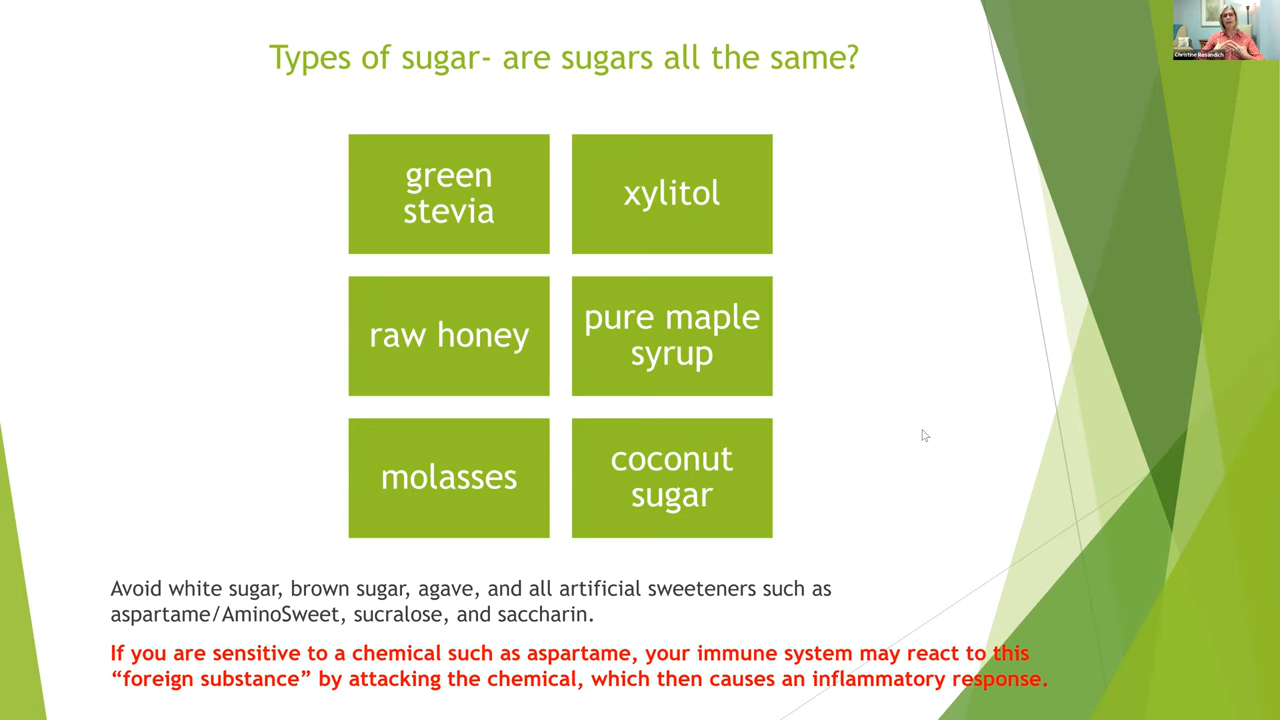 Types of sugar- are sugars all the same?
green
stevia
xylitol
raw honey
pure maple
syrup
molasses
coconut
sugar
Avoid white sugar, brown sugar, agave, and all artificial sweeteners such as
aspartame/AminoSweet, sucralose, and saccharin.
If you are sensitive to a chemical such as aspartame, your immune system may react to this
“foreign substance” by attacking the chemical, which then causes an inflammatory response.
Christine Rosandich